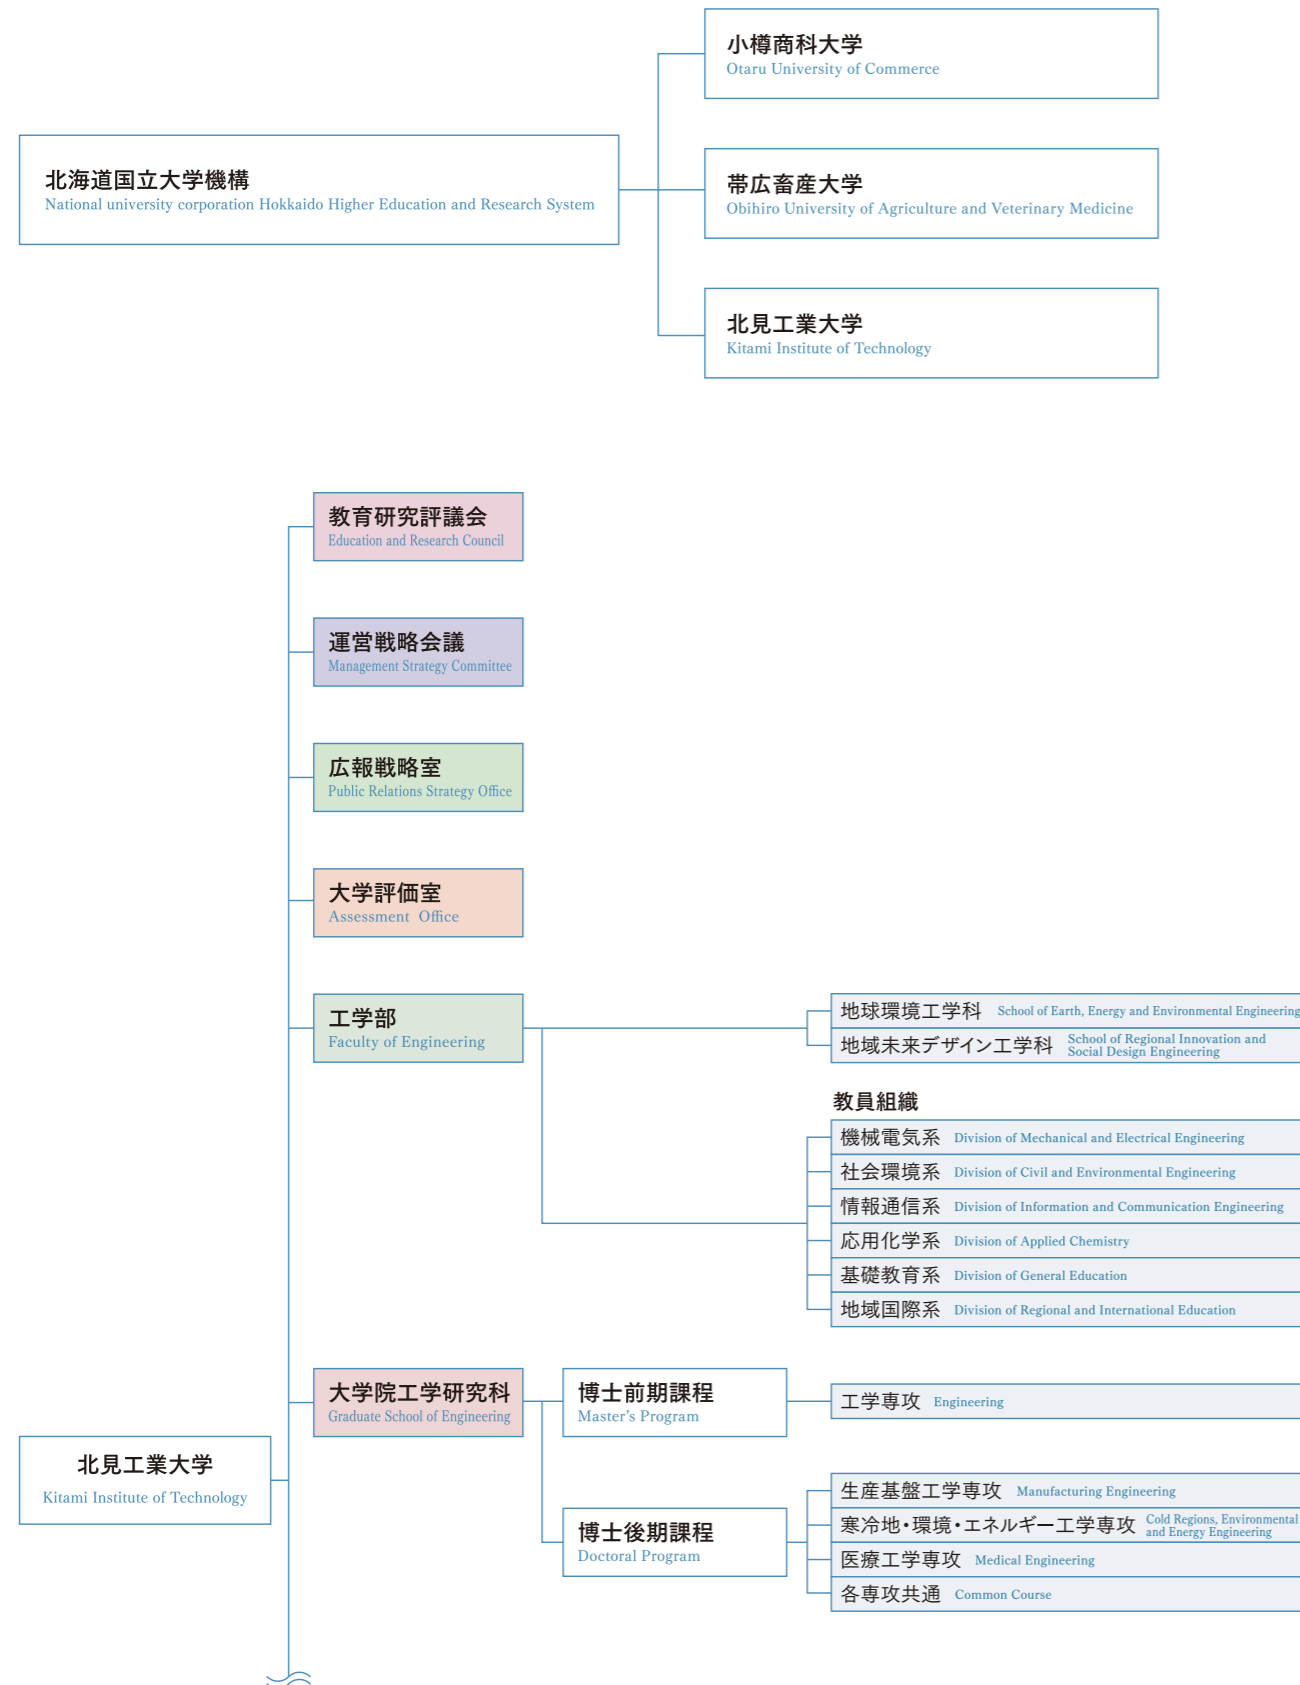 小樽商科大学
Otaru University of Commerce
北海道国立大学機構
National university corporation Hokkaido Higher Education and Research System
帯広畜産大学
Obihiro University of Agriculture and Veterinary Medicine
北見工業大学
Kitami Institute of Technology
教育研究評議会
Education and Research Council
運営戦略会議
Management Strategy Committee
広報戦略室
Public Relations Strategy Office
大学評価室
Assessment Office
工学部
Faculty of Engineering
地球環境工学科 School of Earth, Energy and Environmental Engineering
地域未来デザイン工学科 School of Regional Innovation and
Social Design Engineering
教員組織
機械電気系 Division of Mechanical and Electrical Engineering
社会環境系 Division of Civil and Environmental Engineering
情報通信系 Division of Information and Communication Engineering
応用化学系 Division of Applied Chemistry
基礎教育系 Division of General Education
地域国際系 Division of Regional and International Education
大学院工学研究科
Graduate School of Engineering
博士前期課程
Master's Program
工学専攻 Engineering
北見工業大学
Kitami Institute of Technology
博士後期課程
Doctoral Program
生産基盤工学専攻 Manufacturing Engineering
寒冷地・環境・エネルギー工学専攻 Cold Regions, Environmental
and Energy Engineering
医療工学専攻 Medical Engineering
各専攻共通 Common Course